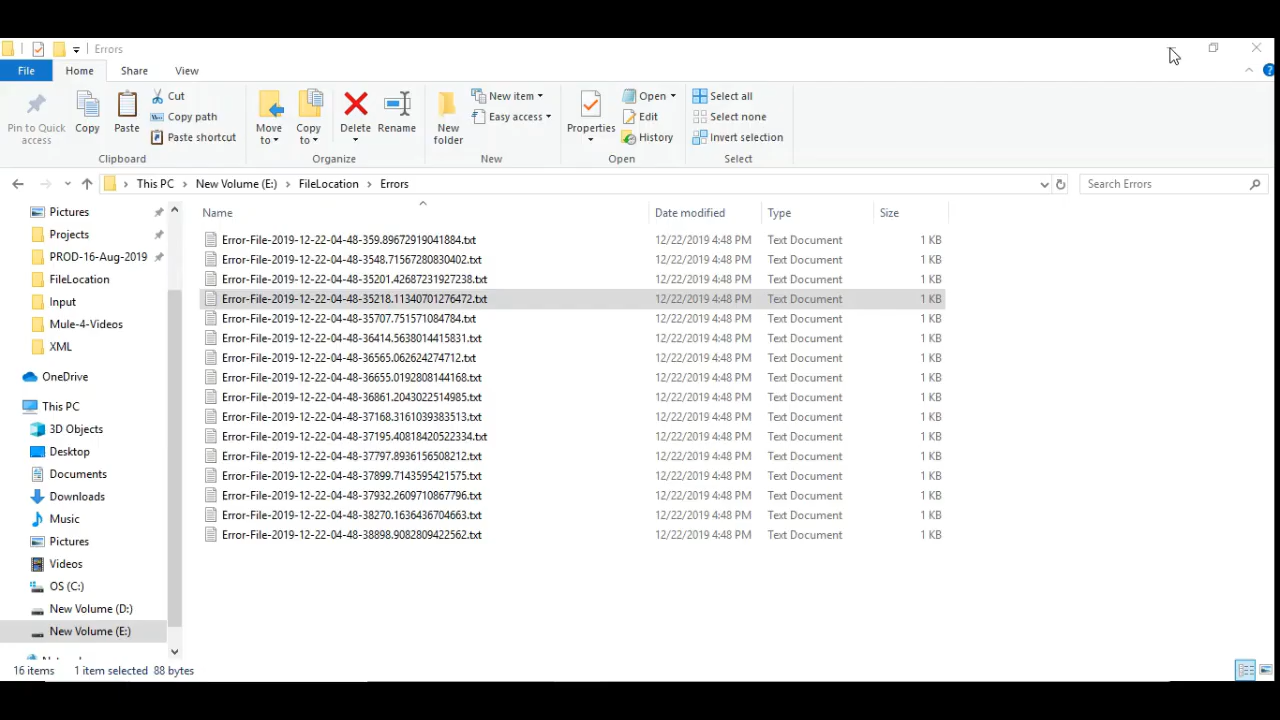 Errors
File Home Share View
Pin to Quick access
Copy
Paste
Cut
Copy path
Paste shortcut
Clipboard
Move to
Copy to
Delete
Rename
Organize
New folder
New item
Easy access
New
Properties
Open
Edit
History
Open
Select all
Select none
Invert selection
Select
This PC > New Volume (E:) > FileLocation > Errors
Search Errors
Pictures
Projects
PROD-16-Aug-2019
FileLocation
Input
Mule-4-Videos
XML
OneDrive
This PC
3D Objects
Desktop
Documents
Downloads
Music
Pictures
Videos
OS (C:)
New Volume (D:)
New Volume (E:)
Name Date modified Type Size
Error-File-2019-12-22-04-48-359.89672919041884.txt 12/22/2019 4:48 PM Text Document 1 KB
Error-File-2019-12-22-04-48-3548.71567280830402.txt 12/22/2019 4:48 PM Text Document 1 KB
Error-File-2019-12-22-04-48-35201.42687231927238.txt 12/22/2019 4:48 PM Text Document 1 KB
Error-File-2019-12-22-04-48-35218.11340701276472.txt 12/22/2019 4:48 PM Text Document 1 KB
Error-File-2019-12-22-04-48-35707.751571084784.txt 12/22/2019 4:48 PM Text Document 1 KB
Error-File-2019-12-22-04-48-36414.5638014415831.txt 12/22/2019 4:48 PM Text Document 1 KB
Error-File-2019-12-22-04-48-36565.062624274712.txt 12/22/2019 4:48 PM Text Document 1 KB
Error-File-2019-12-22-04-48-36655.0192808144168.txt 12/22/2019 4:48 PM Text Document 1 KB
Error-File-2019-12-22-04-48-36861.2043022514985.txt 12/22/2019 4:48 PM Text Document 1 KB
Error-File-2019-12-22-04-48-37168.3161039383513.txt 12/22/2019 4:48 PM Text Document 1 KB
Error-File-2019-12-22-04-48-37195.40818420522334.txt 12/22/2019 4:48 PM Text Document 1 KB
Error-File-2019-12-22-04-48-37797.8936156508212.txt 12/22/2019 4:48 PM Text Document 1 KB
Error-File-2019-12-22-04-48-37899.7143595421575.txt 12/22/2019 4:48 PM Text Document 1 KB
Error-File-2019-12-22-04-48-37932.2609710867796.txt 12/22/2019 4:48 PM Text Document 1 KB
Error-File-2019-12-22-04-48-38270.1636436704663.txt 12/22/2019 4:48 PM Text Document 1 KB
Error-File-2019-12-22-04-48-38898.9082809422562.txt 12/22/2019 4:48 PM Text Document 1 KB
16 items 1 item selected 88 bytes